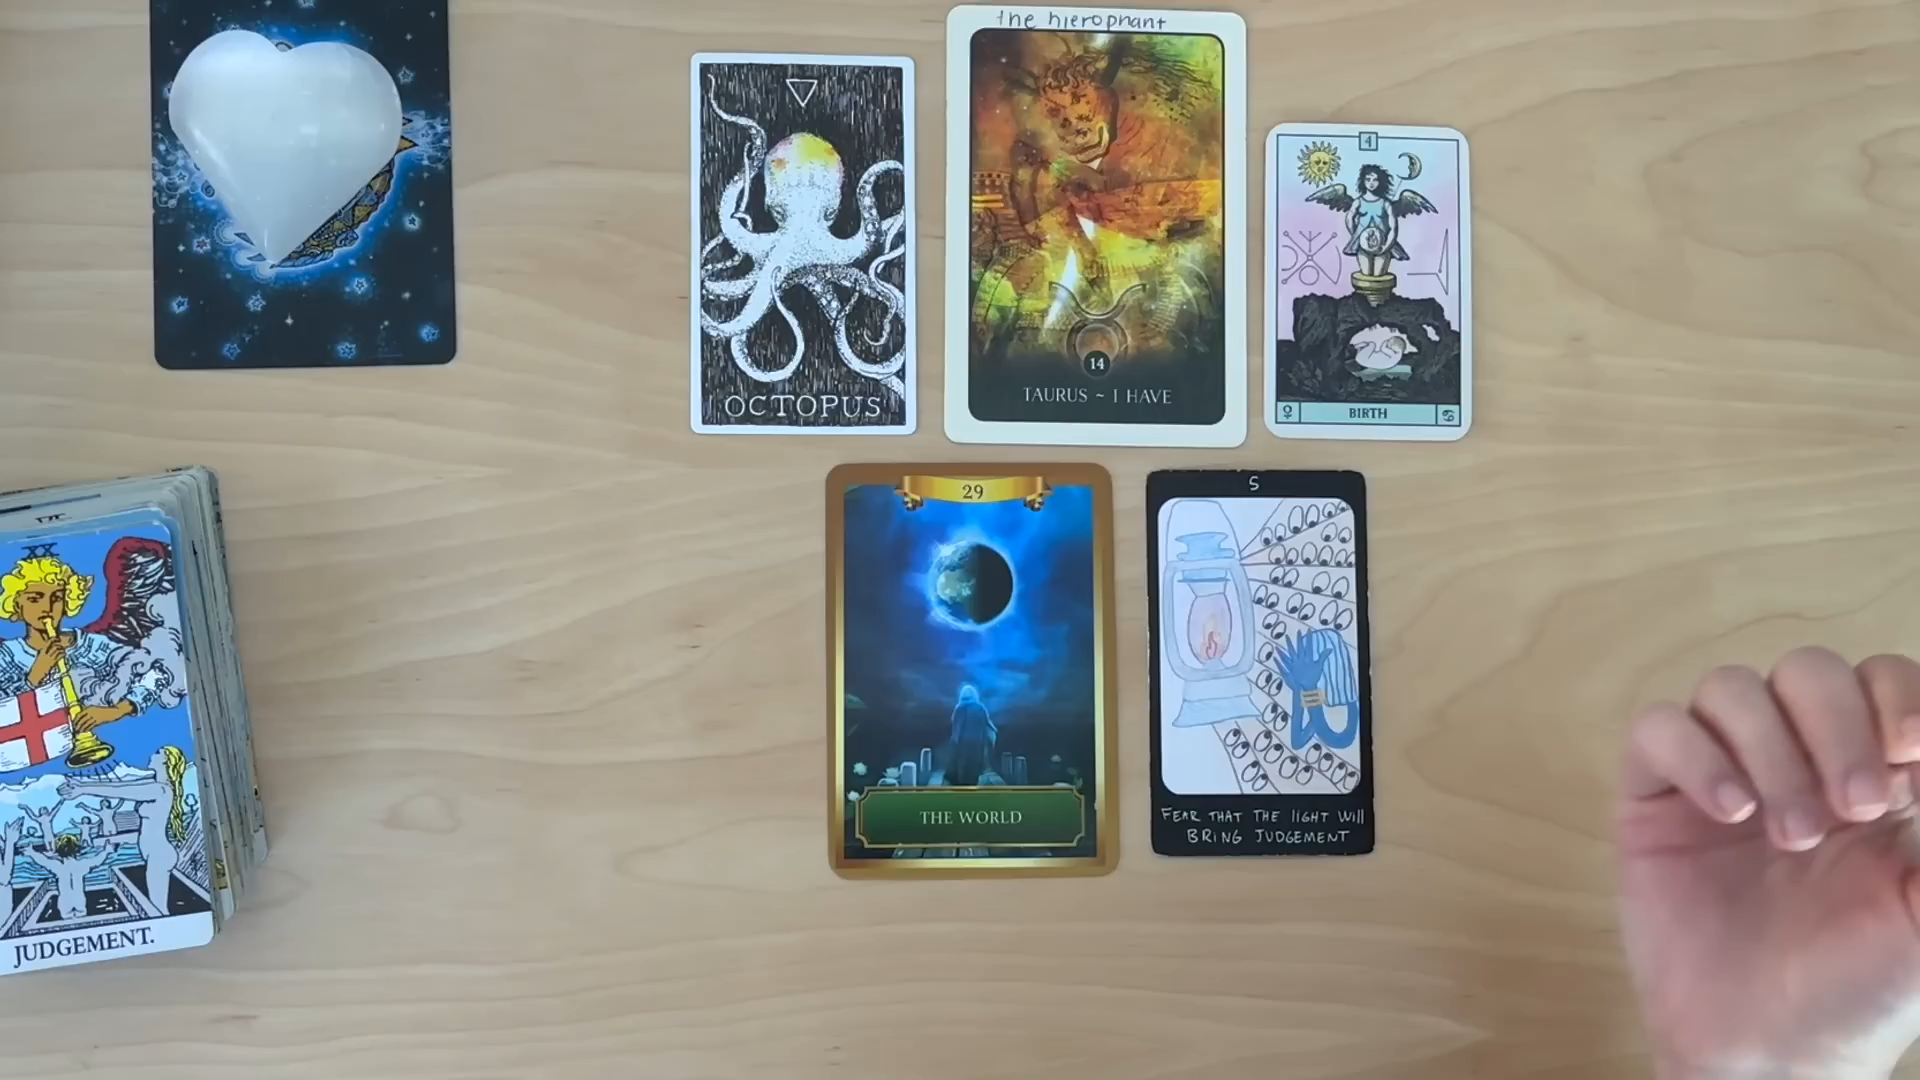 the hierophant
OCTOPUS
14
TAURUS ~ I HAVE
4
BIRTH
29
THE WORLD
5
FEAR THAT THE lIGHT Will
BRING JUDGEMENT
XX
JUDGEMENT.